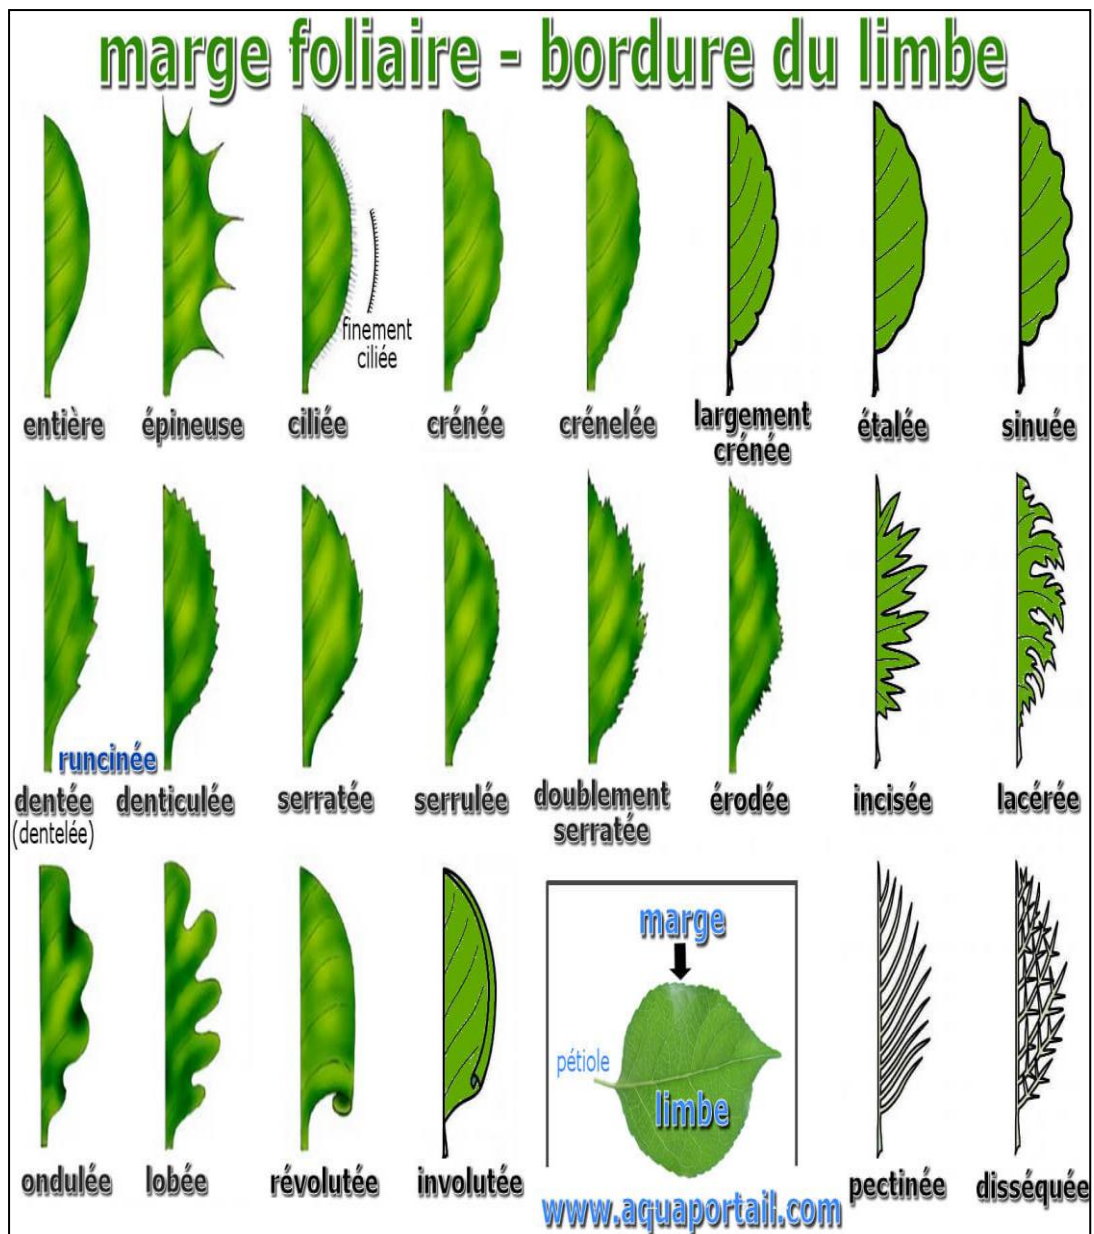 marge foliaire - bordure du limbe
finement
ciliée
entière
épineuse
ciliée
crénée
crénelée
largement
crénée
étalée
sinuée
runcinée
dentée
(dentelée)
denticulée
serratée
serrulée
doublement
serratée
érodée
incisée
lacérée
marge
pétiole
limbe
ondulée
lobée
révolutée
involutée
pectinée
disséquée
www.aquaportail.com